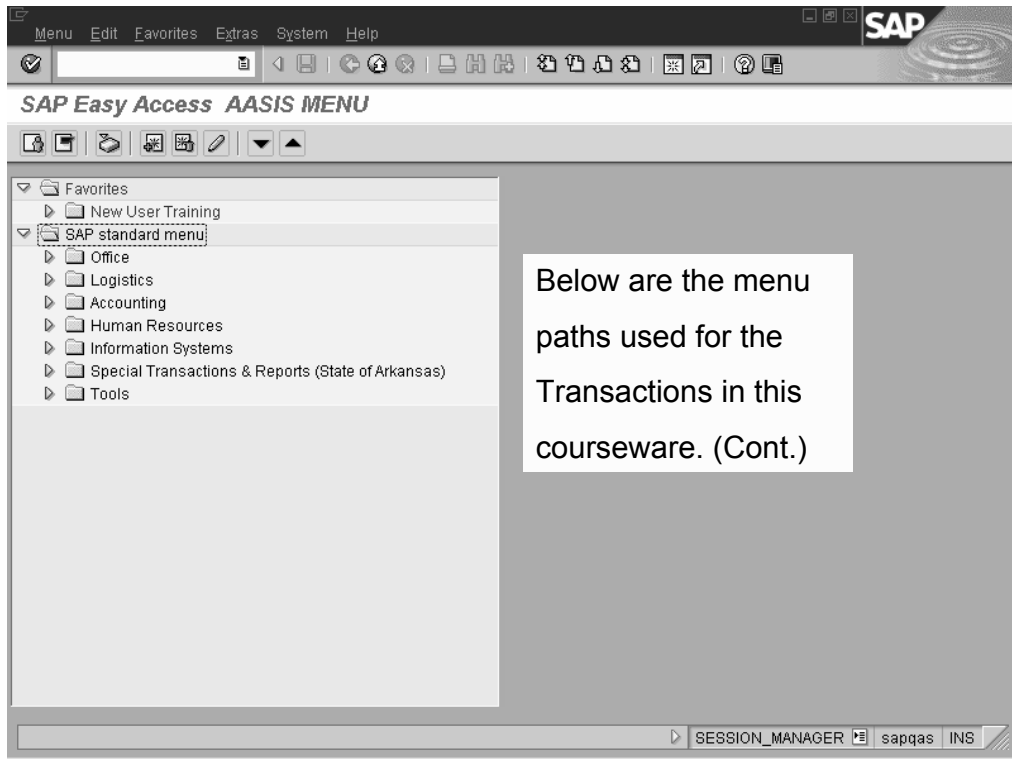 Menu Edit Favorites Extras System Help
SAP
SAP Easy Access AASIS MENU
Favorites
New User Training
SAP standard menu
Office
Logistics
Accounting
Human Resources
Information Systems
Special Transactions & Reports (State of Arkansas)
Tools
Below are the menu
paths used for the
Transactions in this
courseware. (Cont.)
SESSION_MANAGER sapqas INS